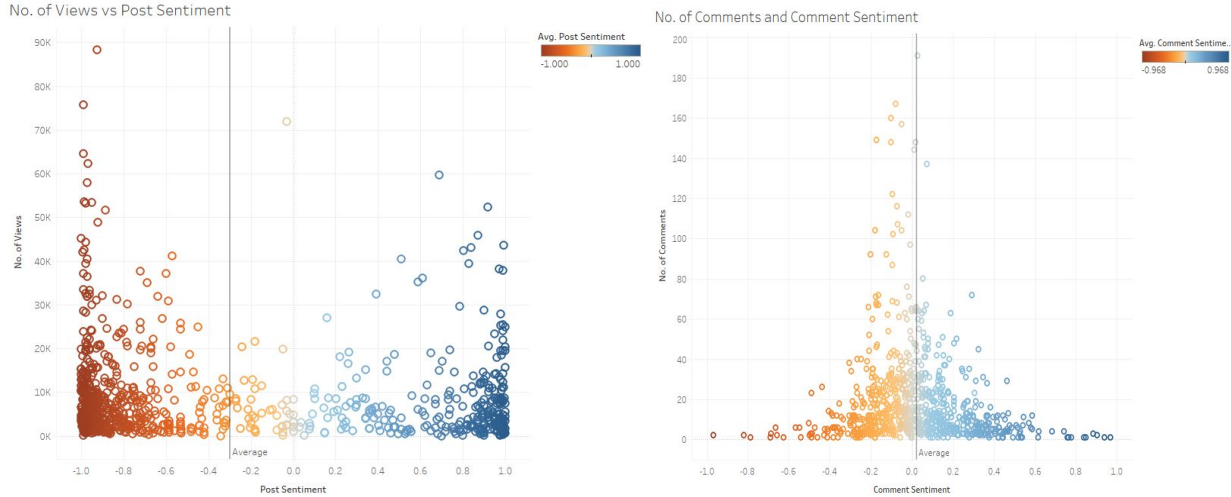 No. of Views vs Post Sentiment
90K
80K
70K
60K
50K
40K
30K
20K
10K
0K
No. of Views
Average
-1.0 -0.8 -0.6 -0.4 -0.2 0.0 0.2 0.4 0.6 0.8 1.0
Post Sentiment
Avg. Post Sentiment
-1.000 1.000
No. of Comments and Comment Sentiment
200
180
160
140
120
100
80
60
40
20
0
No. of Comments
Average
-1.0 -0.8 -0.6 -0.4 -0.2 0.0 0.2 0.4 0.6 0.8 1.0
Comment Sentiment
Avg. Comment Sentime..
-0.968 0.968